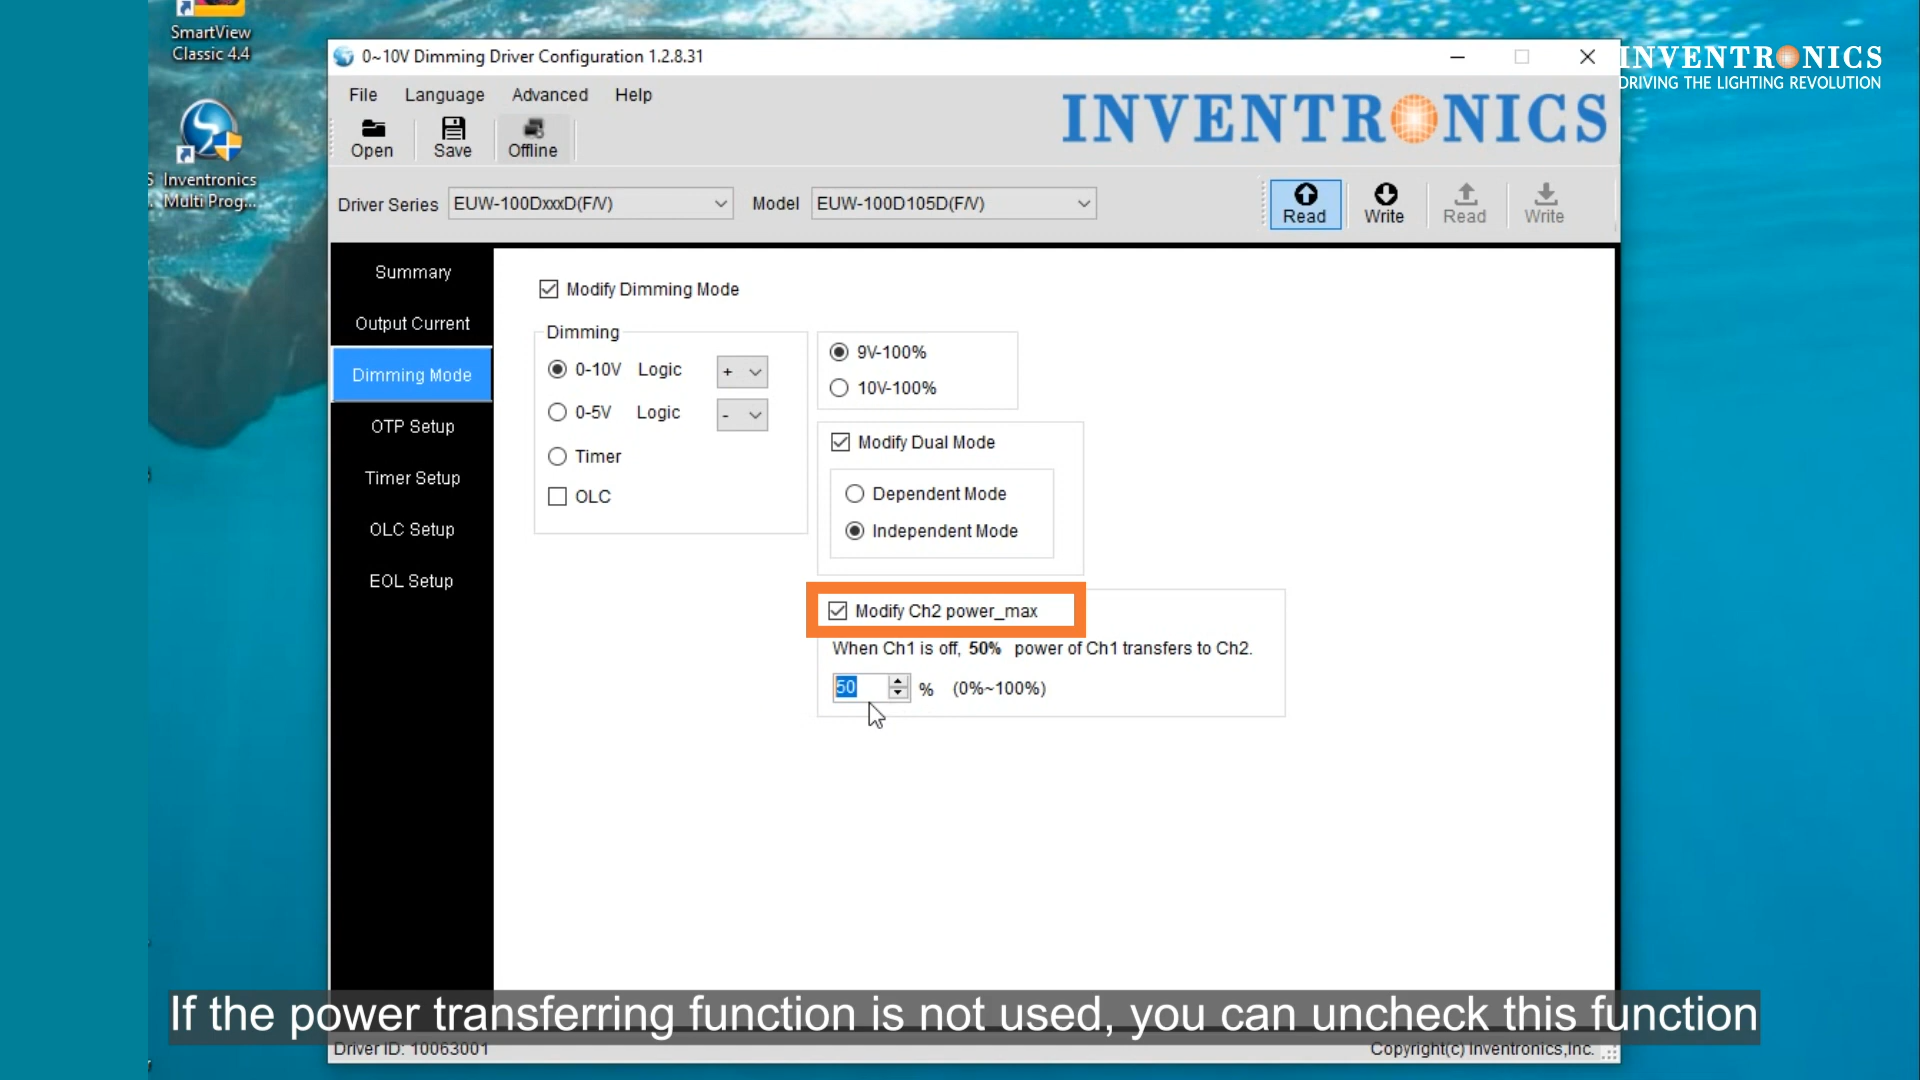 SmartView
Classic 4.4
Inventronics
Multi Prog...
0~10V Dimming Driver Configuration 1.2.8.31
INVENTRONICS
DRIVING THE LIGHTING REVOLUTION
File Language Advanced Help
INVENTRONICS
Open Save Offline
Driver Series EUW-100DxxxD(F/V) Model EUW-100D105D(F/V) Read Write Read Write
Summary
Output Current
Dimming Mode
OTP Setup
Timer Setup
OLC Setup
EOL Setup
Modify Dimming Mode
Dimming
0-10V Logic +
0-5V Logic -
Timer
OLC
9V-100%
10V-100%
Modify Dual Mode
Dependent Mode
Independent Mode
Modify Ch2 power_max
When Ch1 is off, 50% power of Ch1 transfers to Ch2.
50 % (0%~100%)
If the power transferring function is not used, you can uncheck this function
Driver ID: 10063001
Copyright(c) Inventronics,Inc.